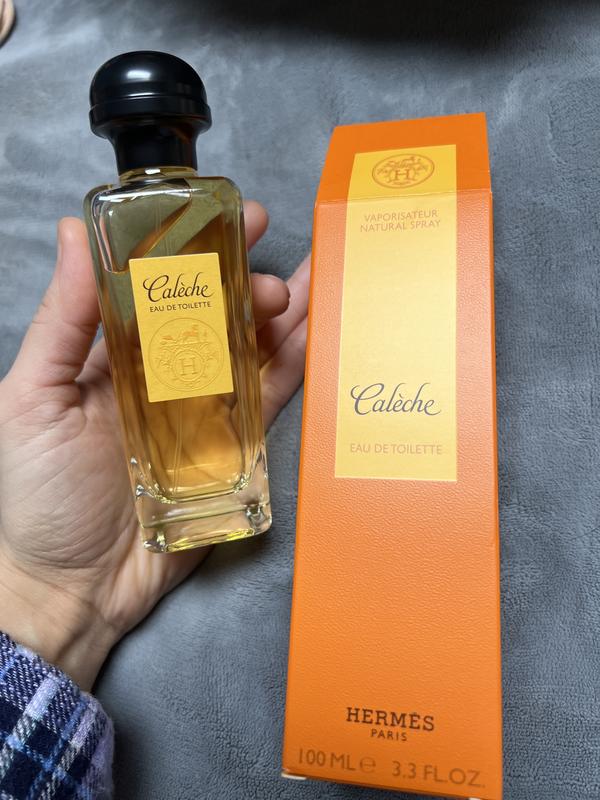 Calèche
EAU DE TOILETTE
H
H
VAPORISATEUR
NATURAL SPRAY
Calèche
EAU DE TOILETTE
HERMÈS
PARIS
100 ML e 3.3 FL.OZ.